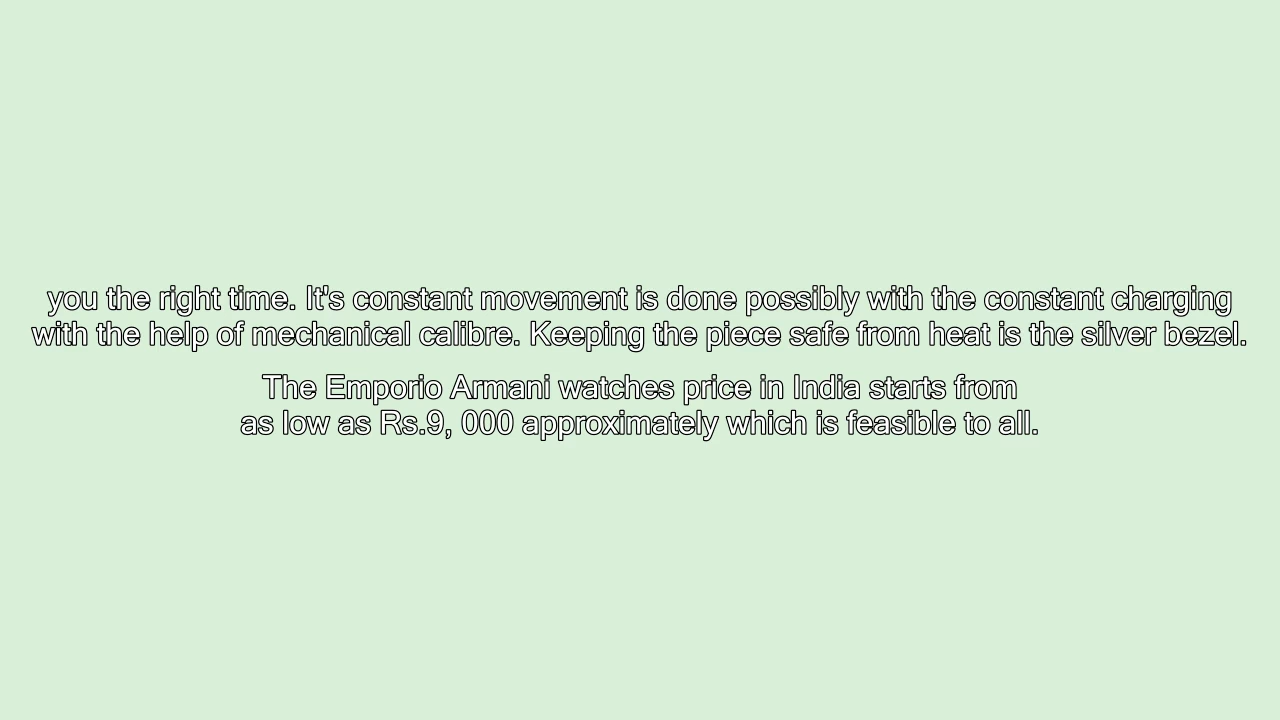 you the right time. It's constant movement is done possibly with the constant charging
with the help of mechanical calibre. Keeping the piece safe from heat is the silver bezel.
The Emporio Armani watches price in India starts from
as low as Rs.9, 000 approximately which is feasible to all.